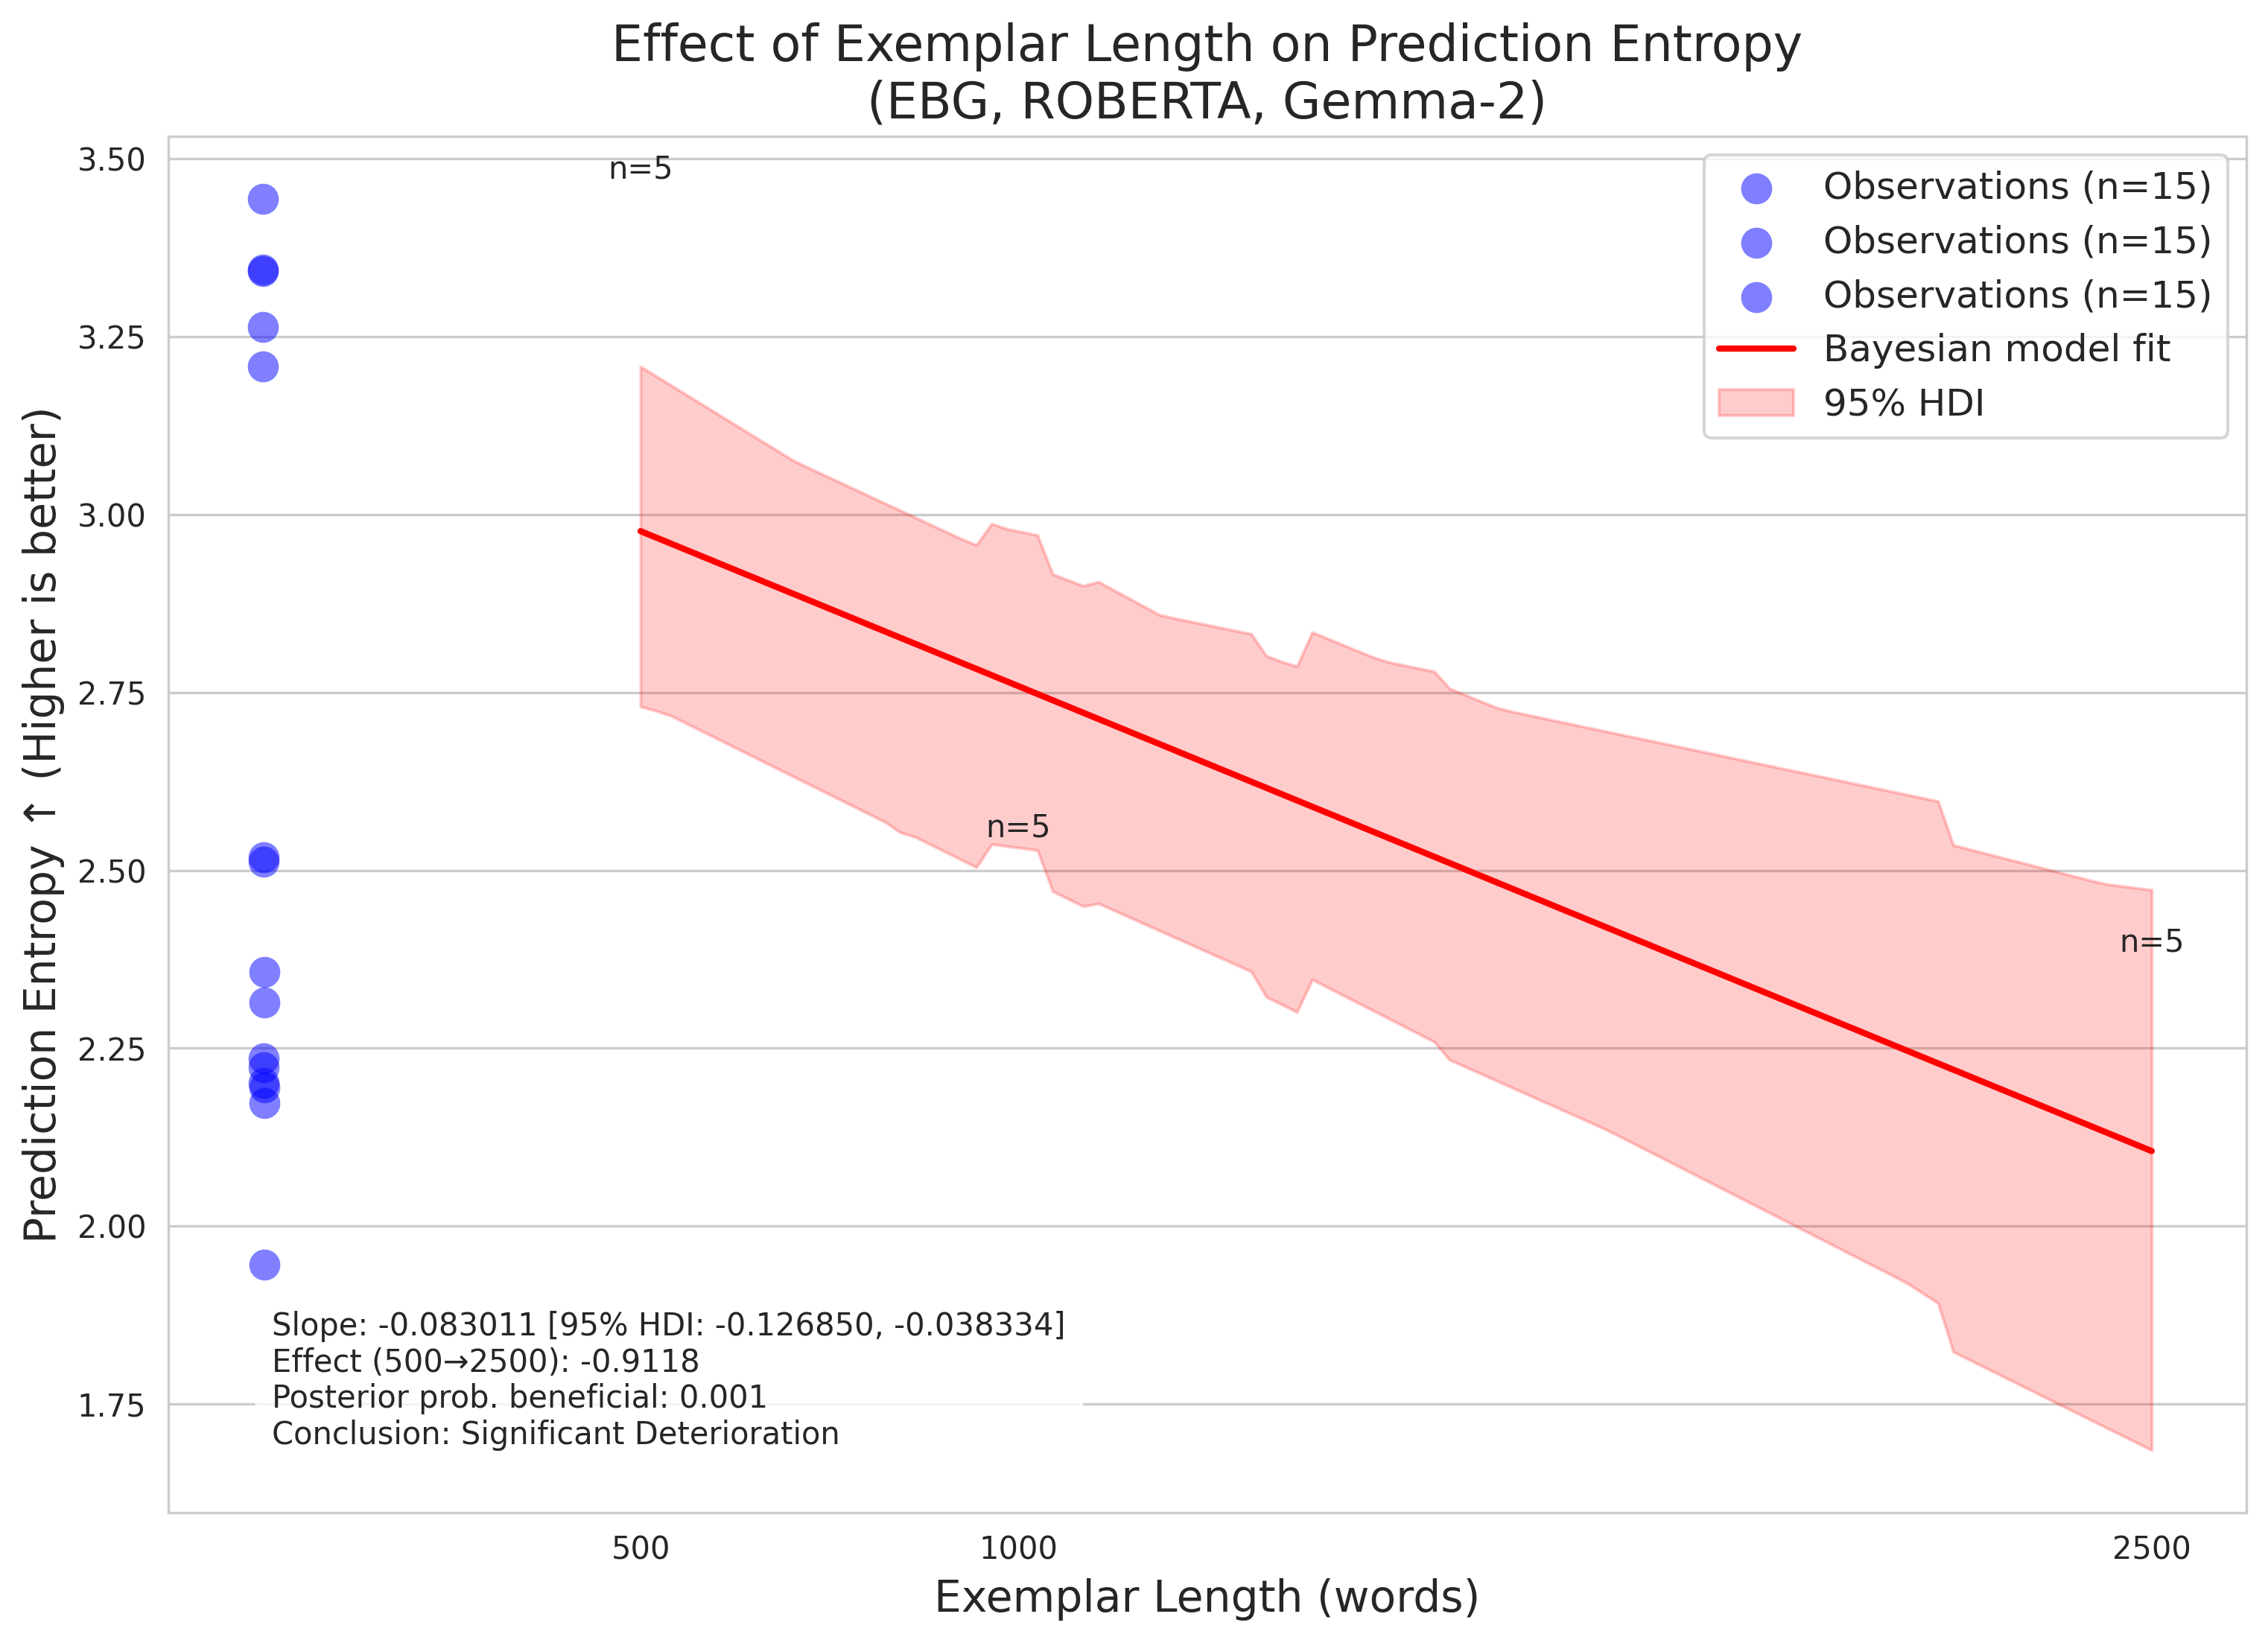 Effect of Exemplar Length on Prediction Entropy
(EBG, ROBERTA, Gemma-2)
Prediction Entropy ↑ (Higher is better)
3.50
3.25
3.00
2.75
2.50
2.25
2.00
1.75
n=5
n=5
n=5
Observations (n=15)
Observations (n=15)
Observations (n=15)
Bayesian model fit
95% HDI
Slope: -0.083011 [95% HDI: -0.126850, -0.038334]
Effect (500→2500): -0.9118
Posterior prob. beneficial: 0.001
Conclusion: Significant Deterioration
500
1000
2500
Exemplar Length (words)